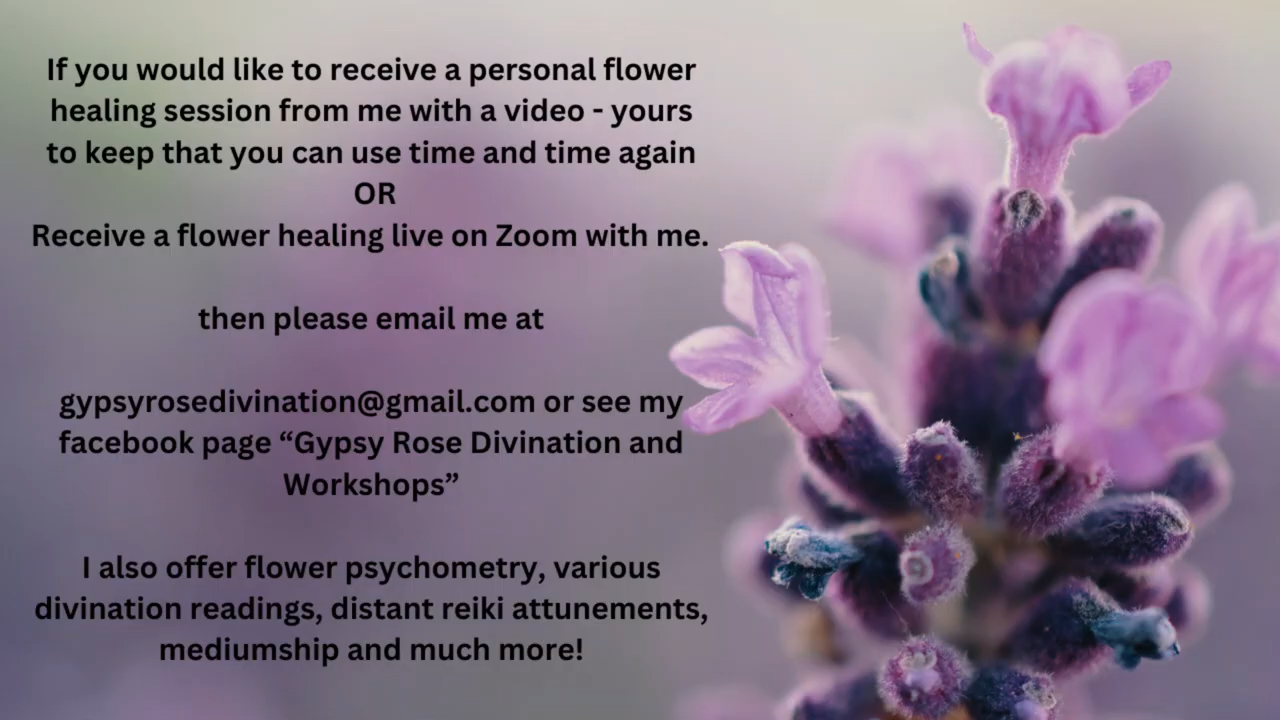 If you would like to receive a personal flower
healing session from me with a video - yours
to keep that you can use time and time again
OR
Receive a flower healing live on Zoom with me.
then please email me at
gypsyrosedivination@gmail.com or see my
facebook page “Gypsy Rose Divination and
Workshops”
I also offer flower psychometry, various
divination readings, distant reiki attunements,
mediumship and much more!